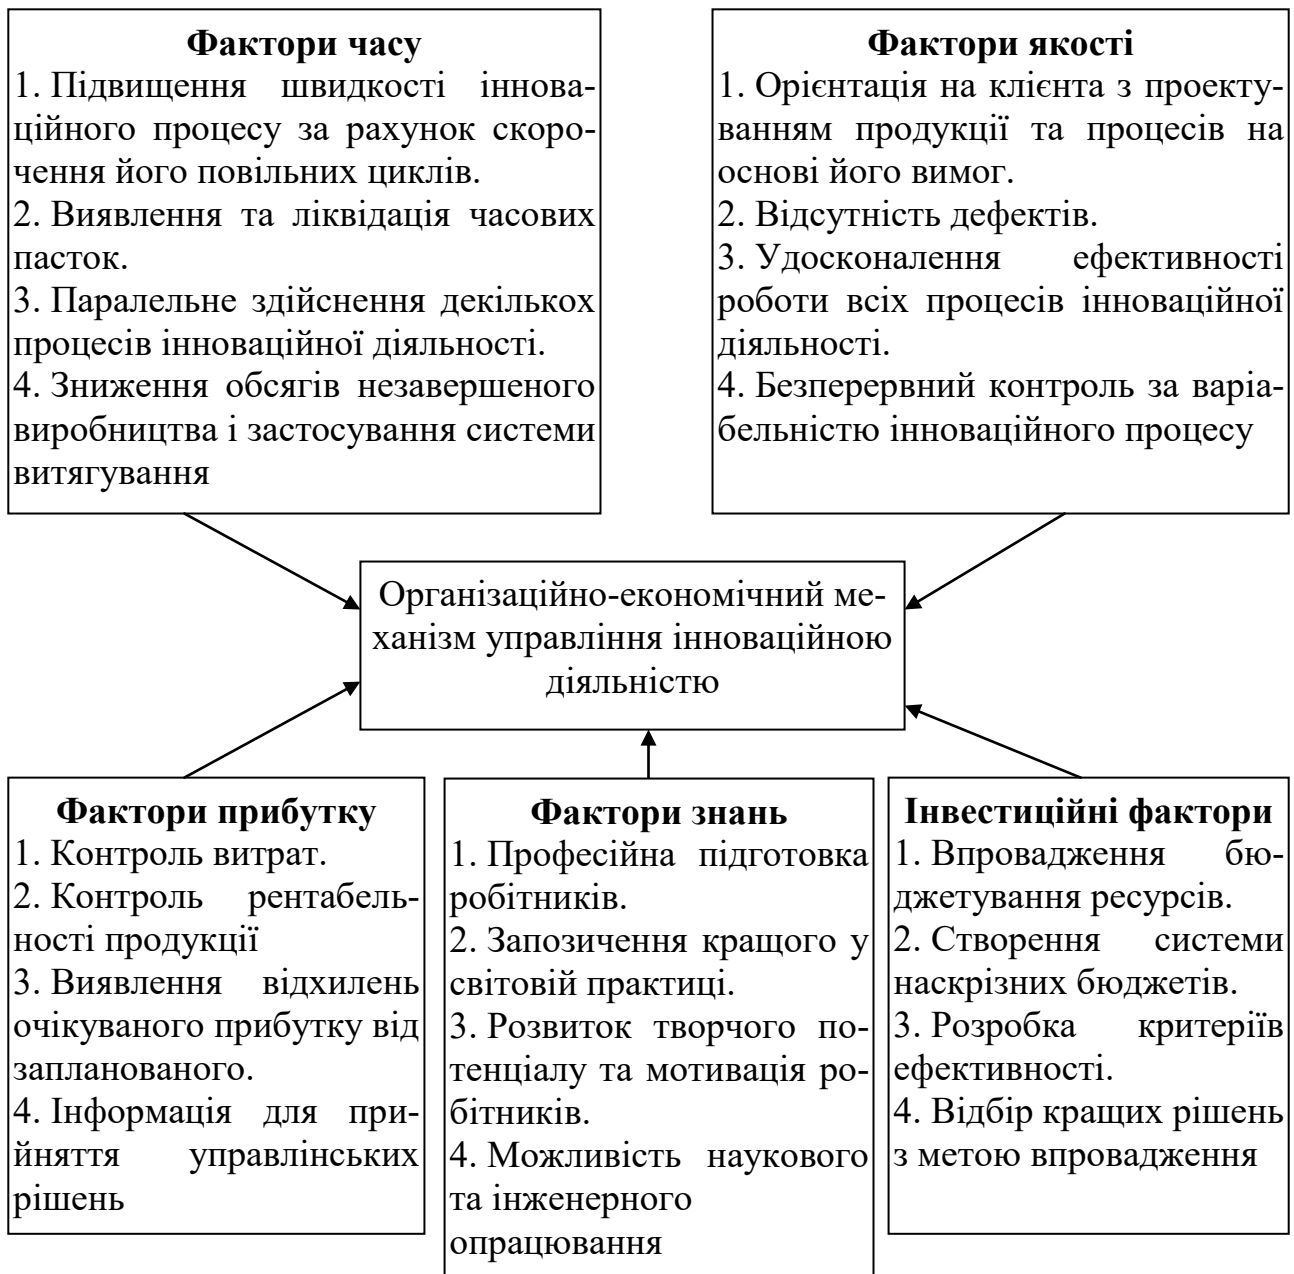 Фактори часу
1. Підвищення швидкості іннова-
ційного процесу за рахунок скоро-
чення його повільних циклів.
2. Виявлення та ліквідація часових
пасток.
3. Паралельне здійснення декількох
процесів інноваційної діяльності.
4. Зниження обсягів незавершеного
виробництва і застосування системи
витягування
Фактори якості
1. Орієнтація на клієнта з проекту-
ванням продукції та процесів на
основі його вимог.
2. Відсутність дефектів.
3. Удосконалення ефективності
роботи всіх процесів інноваційної
діяльності.
4. Безперервний контроль за варіа-
бельністю інноваційного процесу
Організаційно-економічний ме-
ханізм управління інноваційною
діяльністю
Фактори прибутку
1. Контроль витрат.
2. Контроль рентабель-
ності продукції
3. Виявлення відхилень
очікуваного прибутку від
запланованого.
4. Інформація для при-
йняття управлінських
рішень
Фактори знань
1. Професійна підготовка
робітників.
2. Запозичення кращого у
світовій практиці.
3. Розвиток творчого по-
тенціалу та мотивація ро-
бітників.
4. Можливість наукового
та інженерного
опрацювання
Інвестиційні фактори
1. Впровадження бю-
джетування ресурсів.
2. Створення системи
наскрізних бюджетів.
3. Розробка критеріїв
ефективності.
4. Відбір кращих рішень
з метою впровадження